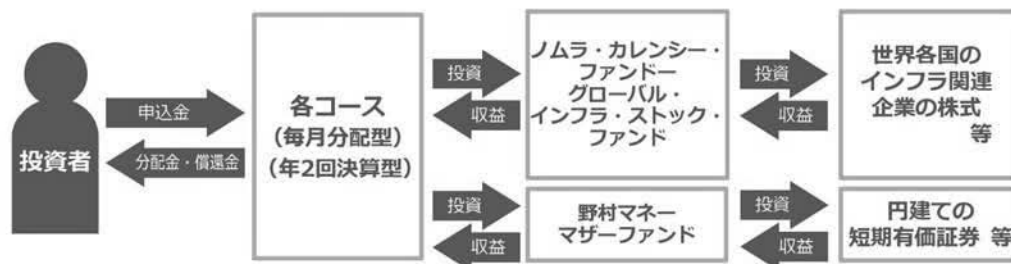 投資者
申込金
分配金・償還金
各コース
(毎月分配型)
(年2回決算型)
投資
収益
ノムラ・カレンシー・
ファンドー
グローバル・
インフラ・ストック・
ファンド
投資
収益
世界各国の
インフラ関連
企業の株式
等
投資
収益
野村マネー
マザーファンド
投資
収益
円建ての
短期有価証券 等